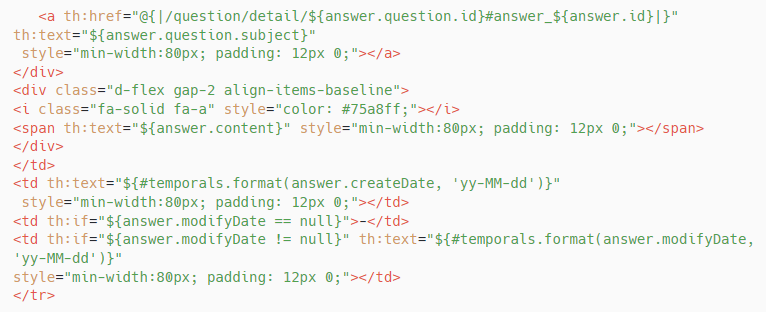 <a th:href="@{|/question/detail/${answer.question.id}#answer_${answer.id}|}"
th:text="${answer.question.subject}"
style="min-width:80px; padding: 12px 0;"></a>
</div>
<div class="d-flex gap-2 align-items-baseline">
<i class="fa-solid fa-a" style="color: #75a8ff;"></i>
<span th:text="${answer.content}" style="min-width:80px; padding: 12px 0;"></span>
</div>
</td>
<td th:text="${#temporals.format(answer.createDate, 'yy-MM-dd')}"
style="min-width:80px; padding: 12px 0;"></td>
<td th:if="${answer.modifyDate == null}">-</td>
<td th:if="${answer.modifyDate != null}" th:text="${#temporals.format(answer.modifyDate,
'yy-MM-dd')}"
style="min-width:80px; padding: 12px 0;"></td>
</tr>